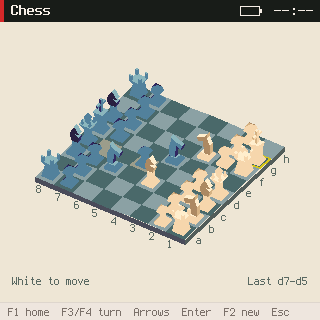 Chess --:--
8 7 6 5 4 3 2 1
a b c d e f g h
White to move Last d7-d5
F1 home F3/F4 turn Arrows Enter F2 new Esc